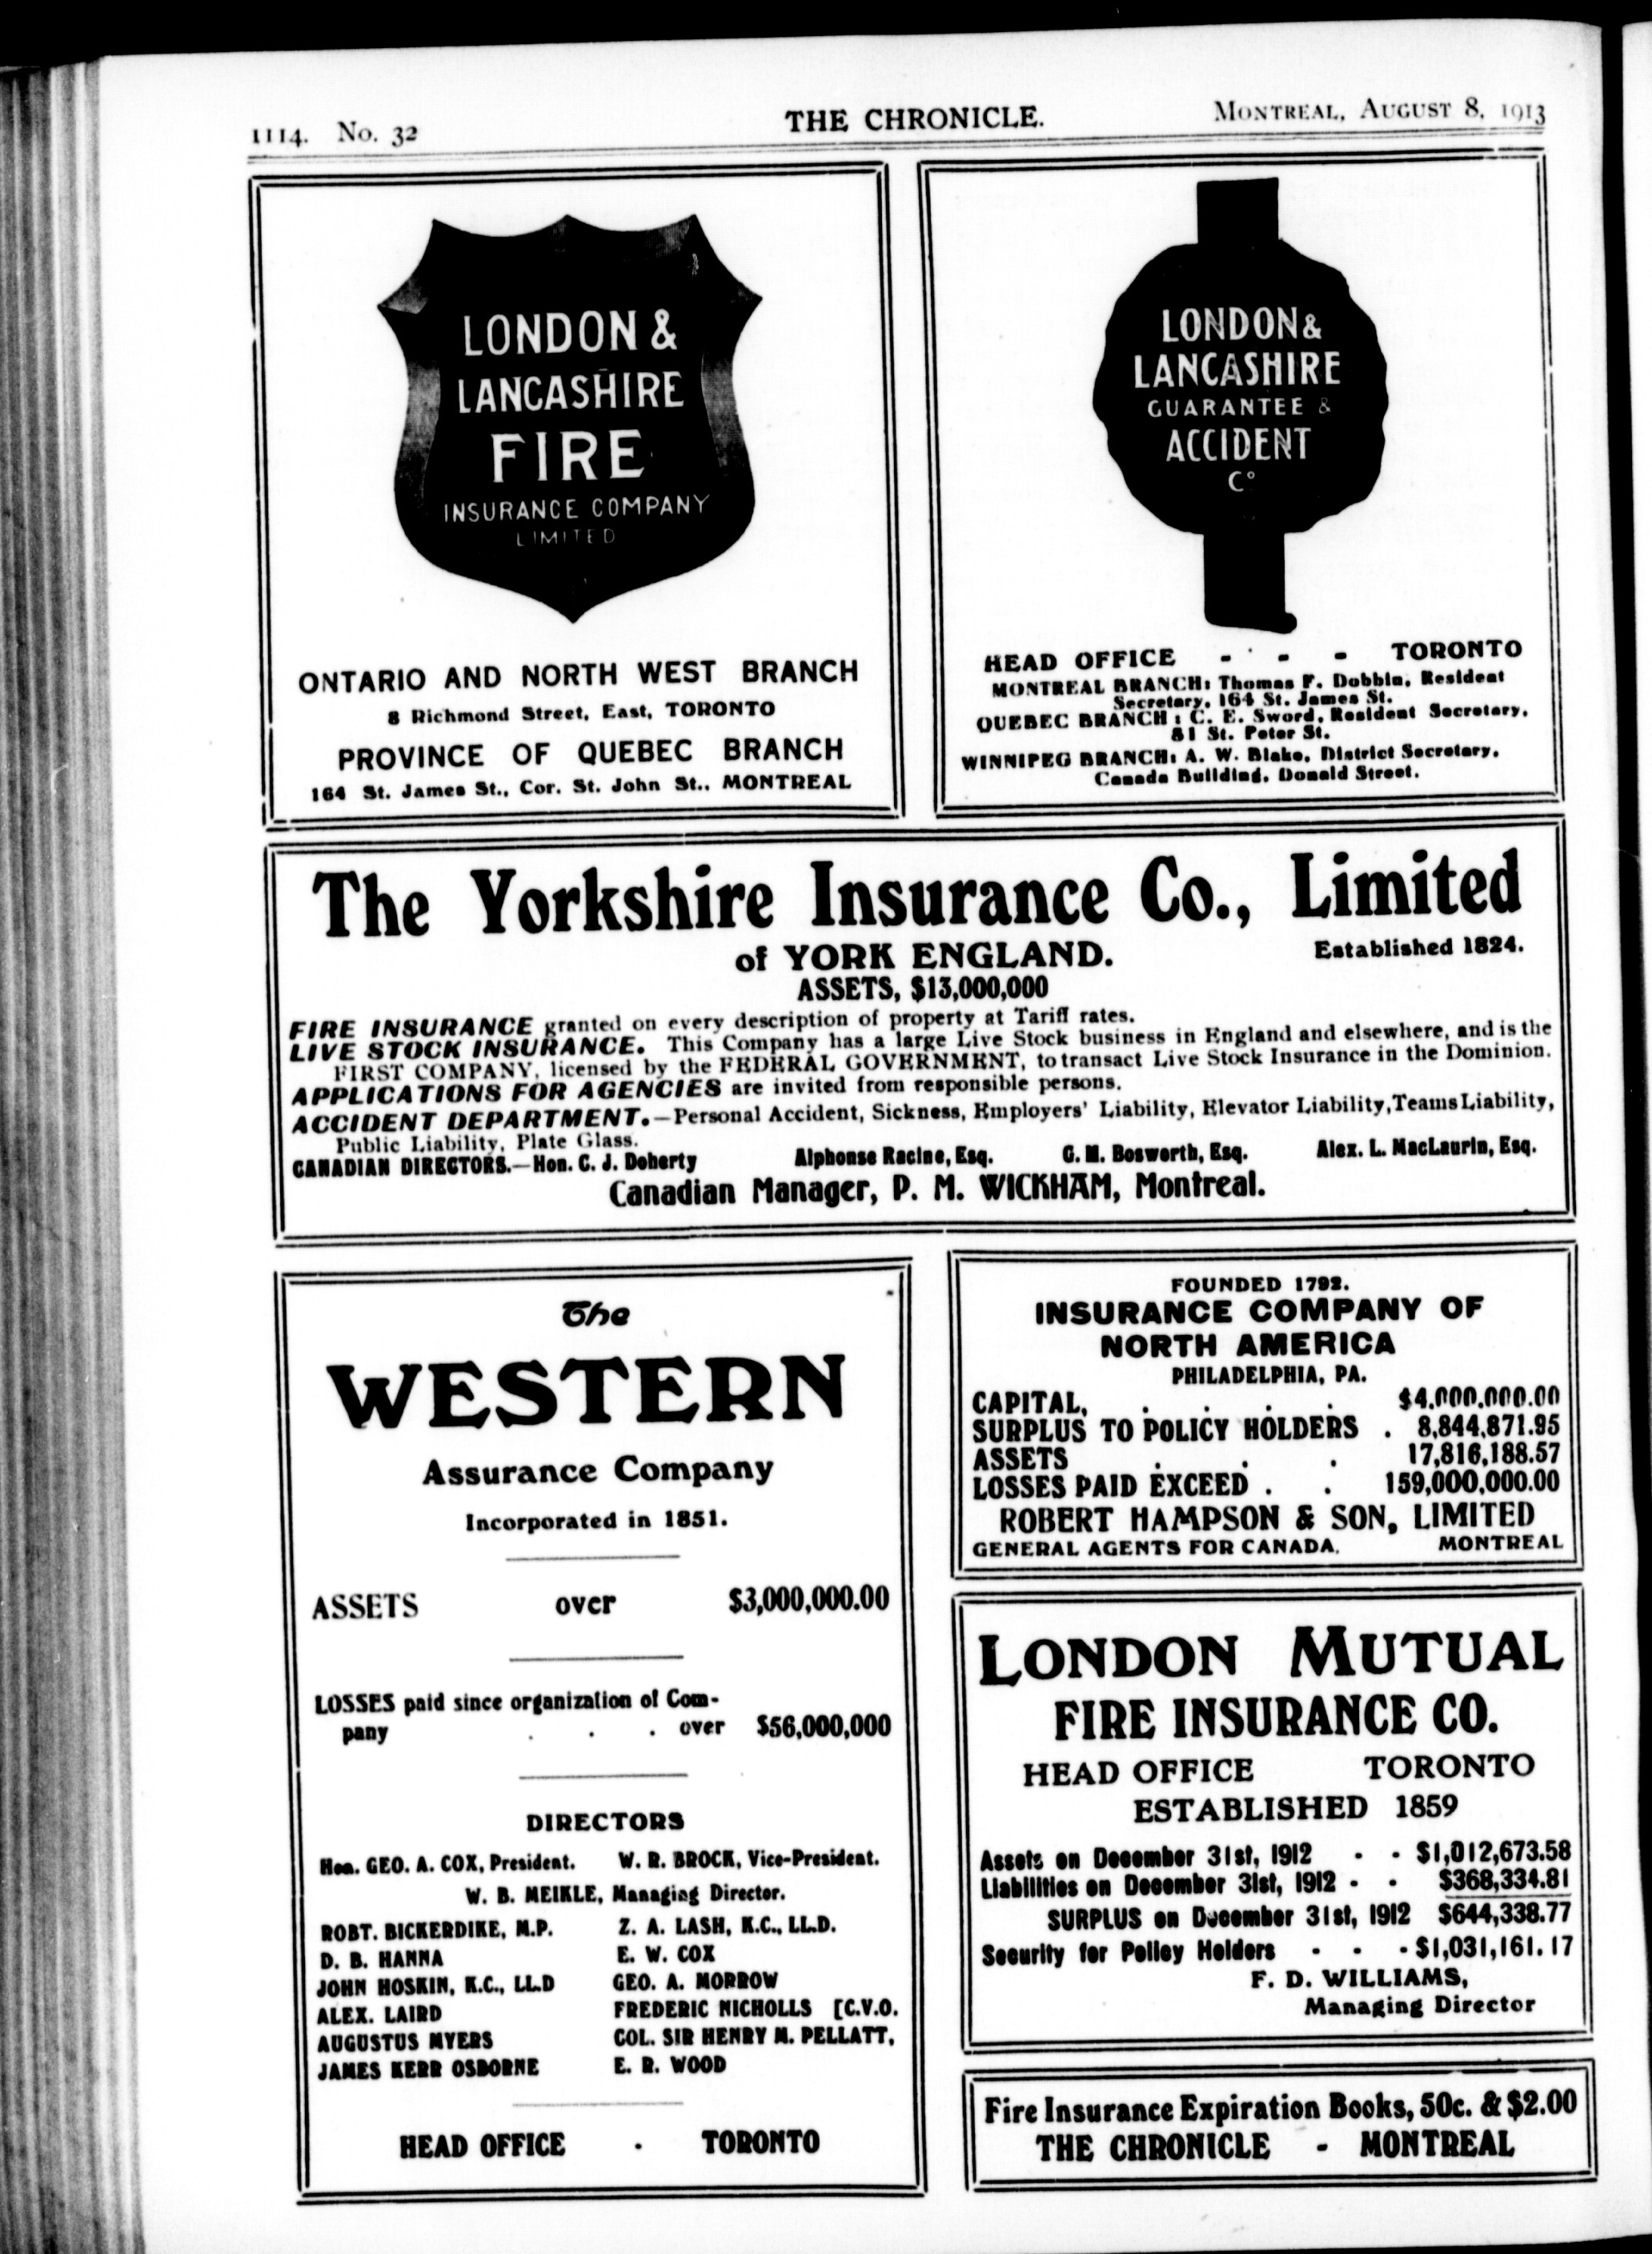 1114. No. 32
THE CHRONICLE.
MONTREAL, AUGUST 8, 1913
LONDON &
LANCASHIRE
FIRE
INSURANCE COMPANY
LIMITED
ONTARIO AND NORTH WEST BRANCH
8 Richmond Street, East, TORONTO
PROVINCE OF QUEBEC BRANCH
164 St. James St., Cor. St. John St., MONTREAL
LONDON &
LANCASHIRE
GUARANTEE &
ACCIDENT
Co
HEAD OFFICE - - - TORONTO
MONTREAL BRANCH: Thomas F. Dobbin, Resident
Secretary, 164 St. James St.
QUEBEC BRANCH: C. E. Sword, Resident Secretary,
81 St. Peter St.
WINNIPEG BRANCH: A. W. Blake, District Secretary,
Canada Building, Donald Street.
The Yorkshire Insurance Co., Limited
of YORK ENGLAND.
Established 1824.
ASSETS, $13,000,000
FIRE INSURANCE granted on every description of property at Tariff rates.
LIVE STOCK INSURANCE. This Company has a large Live Stock business in England and elsewhere, and is the
FIRST COMPANY, licensed by the FEDERAL GOVERNMENT, to transact Live Stock Insurance in the Dominion.
APPLICATIONS FOR AGENCIES are invited from responsible persons.
ACCIDENT DEPARTMENT.—Personal Accident, Sickness, Employers' Liability, Elevator Liability, Teams Liability,
Public Liability, Plate Glass.
CANADIAN DIRECTORS.—Hon. C. J. Doherty Alphonse Racine, Esq. G. M. Bosworth, Esq. Alex. L. MacLaurin, Esq.
Canadian Manager, P. M. WICKHAM, Montreal.
The
WESTERN
Assurance Company
Incorporated in 1851.
ASSETS over $3,000,000.00
LOSSES paid since organization of Com-
pany . . . over $56,000,000
DIRECTORS
Hon. GEO. A. COX, President. W. R. BROCK, Vice-President.
W. B. MEIKLE, Managing Director.
ROBT. BICKERDIKE, M.P. Z. A. LASH, K.C., LL.D.
D. B. HANNA E. W. COX
JOHN HOSKIN, K.C., LL.D GEO. A. MORROW
ALEX. LAIRD FREDERIC NICHOLLS [C.V.O.
AUGUSTUS MYERS COL. SIR HENRY M. PELLATT,
JAMES KERR OSBORNE E. R. WOOD
HEAD OFFICE . TORONTO
FOUNDED 1792.
INSURANCE COMPANY OF
NORTH AMERICA
PHILADELPHIA, PA.
CAPITAL, . . . . $4,000,000.00
SURPLUS TO POLICY HOLDERS . 8,844,871.95
ASSETS . . . 17,816,188.57
LOSSES PAID EXCEED . . 159,000,000.00
ROBERT HAMPSON & SON, LIMITED
GENERAL AGENTS FOR CANADA. MONTREAL
LONDON MUTUAL
FIRE INSURANCE CO.
HEAD OFFICE TORONTO
ESTABLISHED 1859
Assets on December 31st, 1912 - - $1,012,673.58
Liabilities on December 31st, 1912 - - $368,334.81
SURPLUS on December 31st, 1912 $644,338.77
Security for Policy Holders - - - $1,031,161.17
F. D. WILLIAMS,
Managing Director
Fire Insurance Expiration Books, 50c. & $2.00
THE CHRONICLE - MONTREAL